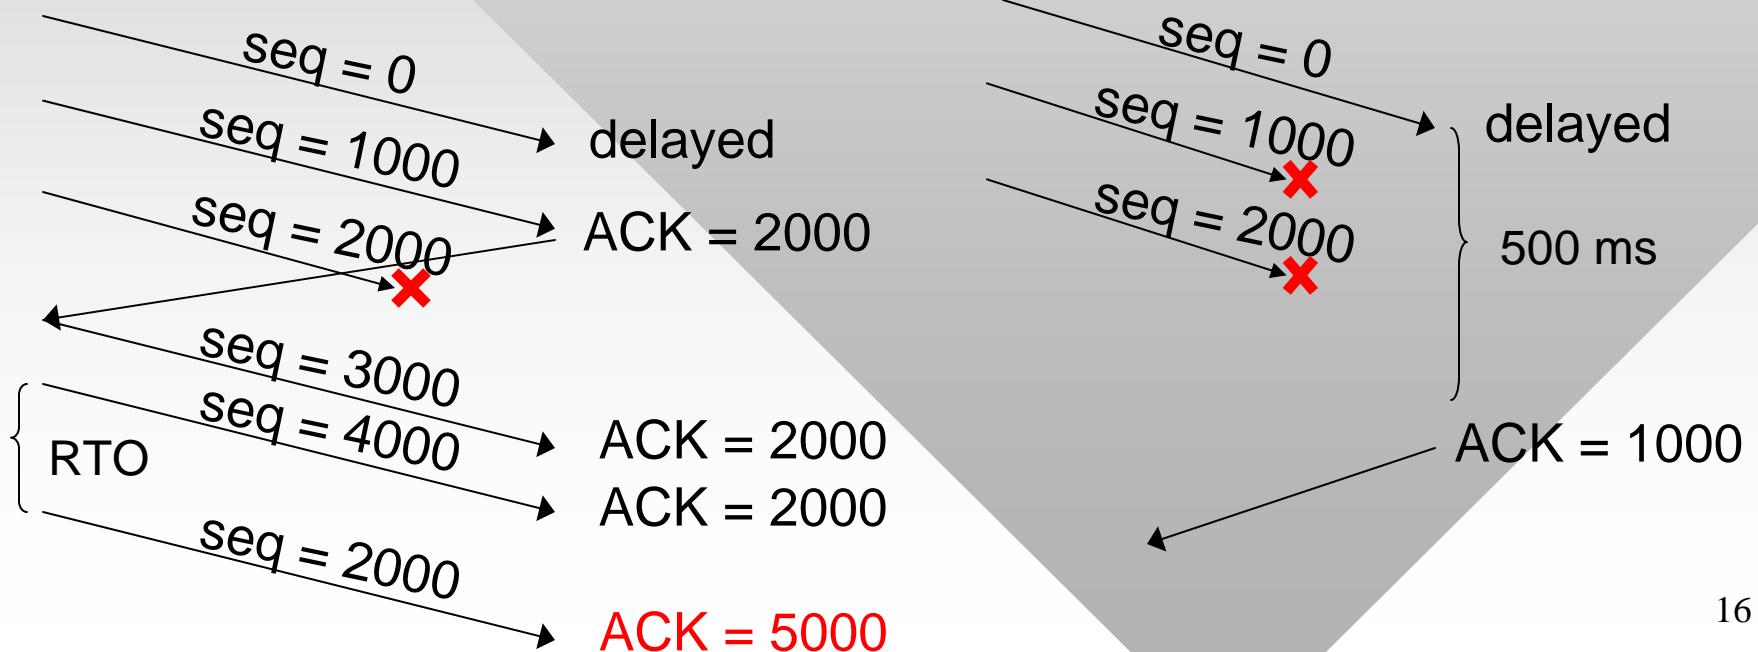 seq = 0
seq = 1000
delayed
seq = 2000
ACK = 2000
seq = 3000
seq = 4000
ACK = 2000
RTO
ACK = 2000
seq = 2000
ACK = 5000
seq = 0
seq = 1000
delayed
seq = 2000
500 ms
ACK = 1000
16